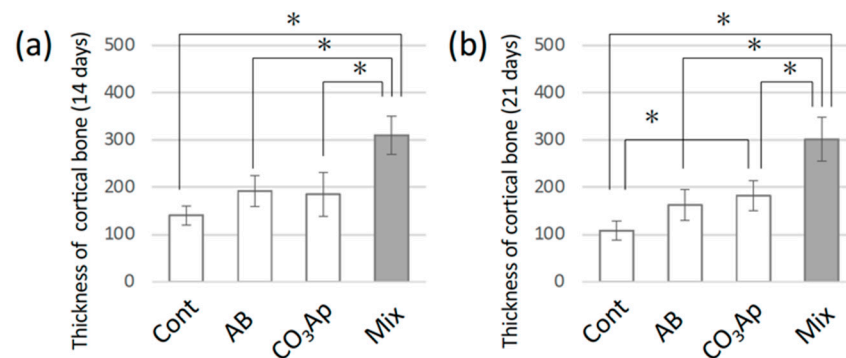 (a)
Thickness of cortical bone (14 days)
500
400
300
200
100
0
*
*
*
Cont
AB
CO₃Ap
Mix
(b)
Thickness of cortical bone (21 days)
500
400
300
200
100
0
*
*
*
*
Cont
AB
CO₃Ap
Mix